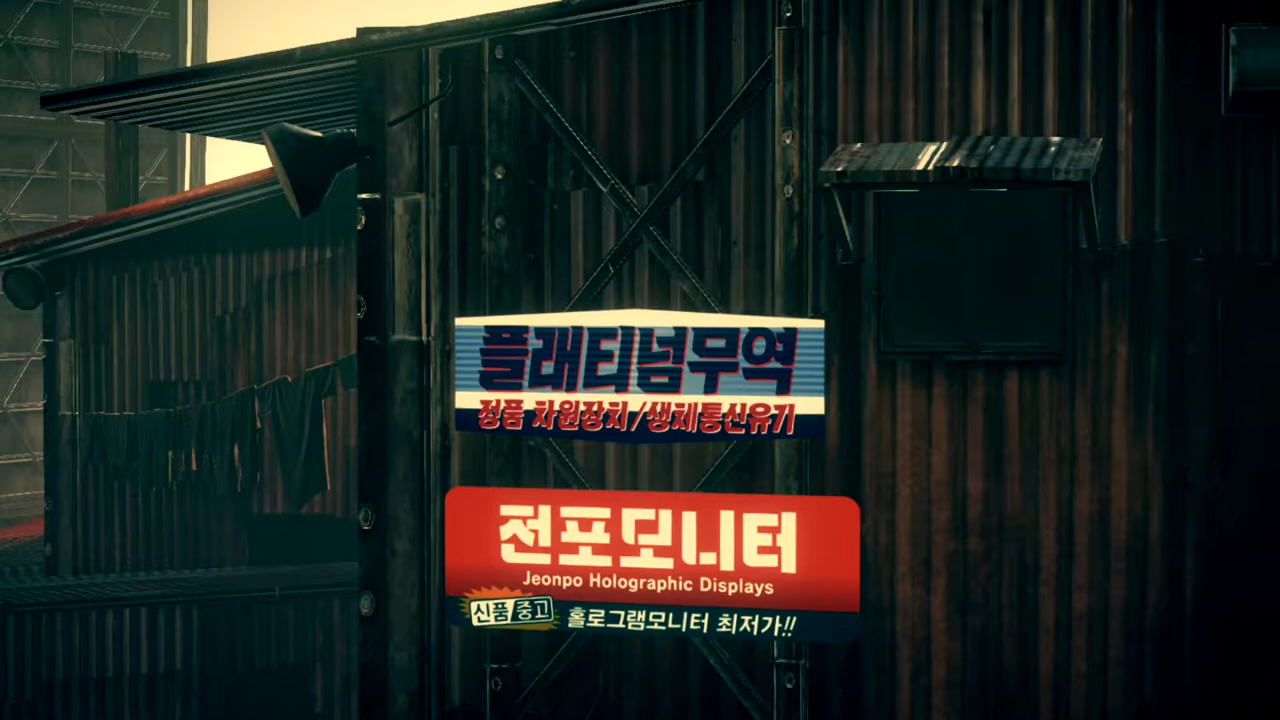 플래티넘무역
정품 차원장치/생체통신유기
전포모니터
Jeonpo Holographic Displays
신품 중고
홀로그램모니터 최저가!!